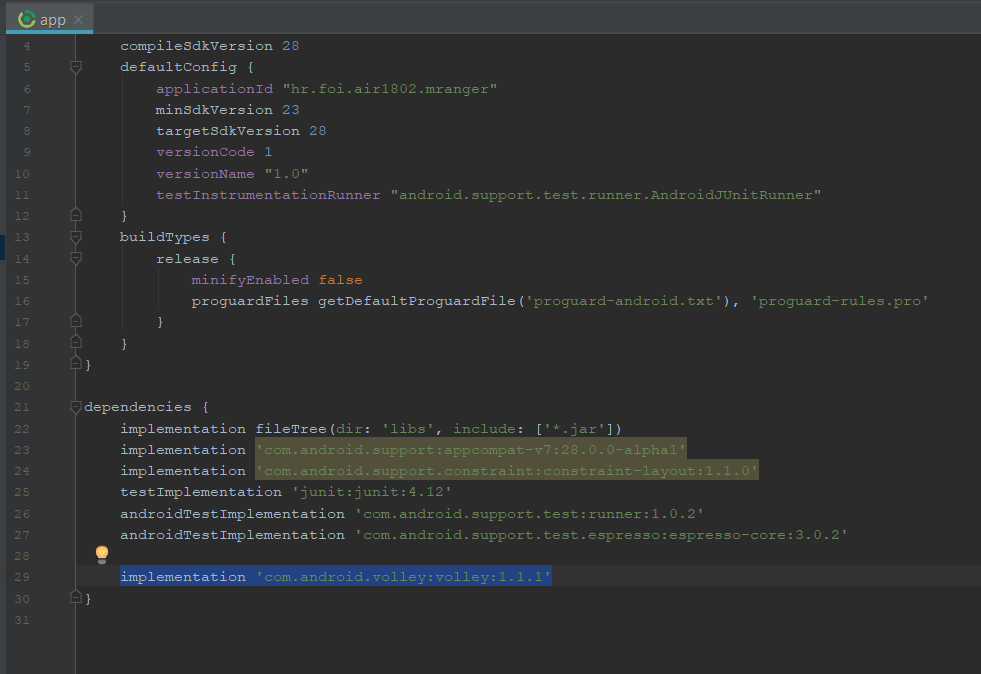 app
4 compileSdkVersion 28
5 defaultConfig {
6 applicationId "hr.foi.air1802.mranger"
7 minSdkVersion 23
8 targetSdkVersion 28
9 versionCode 1
10 versionName "1.0"
11 testInstrumentationRunner "android.support.test.runner.AndroidJUnitRunner"
12 }
13 buildTypes {
14 release {
15 minifyEnabled false
16 proguardFiles getDefaultProguardFile('proguard-android.txt'), 'proguard-rules.pro'
17 }
18 }
19 }
20
21 dependencies {
22 implementation fileTree(dir: 'libs', include: ['*.jar'])
23 implementation 'com.android.support:appcompat-v7:28.0.0-alpha1'
24 implementation 'com.android.support.constraint:constraint-layout:1.1.0'
25 testImplementation 'junit:junit:4.12'
26 androidTestImplementation 'com.android.support.test:runner:1.0.2'
27 androidTestImplementation 'com.android.support.test.espresso:espresso-core:3.0.2'
28
29 implementation 'com.android.volley:volley:1.1.1'
30 }
31